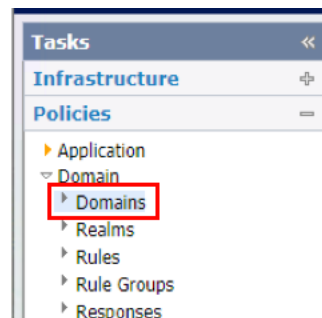 Tasks
Infrastructure
Policies
Application
Domain
Domains
Realms
Rules
Rule Groups
Responses